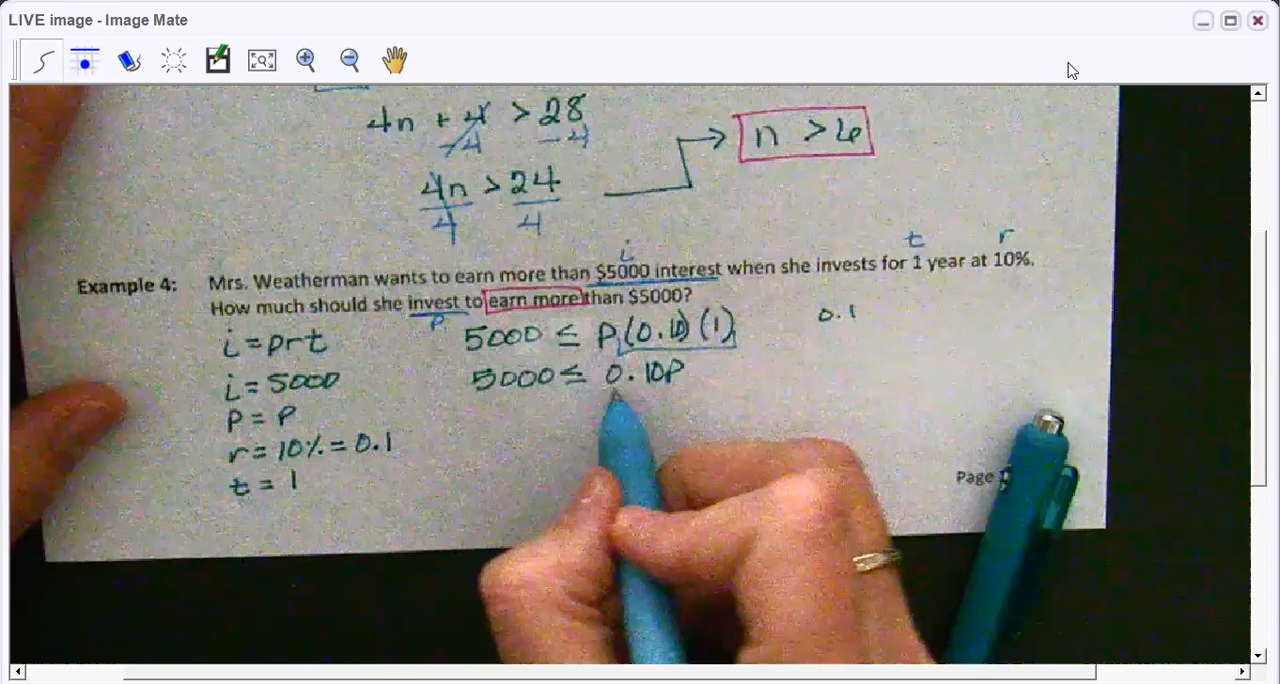 LIVE image - Image Mate
4n + 4 > 28
-4 -4
4n > 24
4 4
n > 6
i t r
Example 4: Mrs. Weatherman wants to earn more than $5000 interest when she invests for 1 year at 10%.
How much should she invest to earn more than $5000?
P
i = prt 5000 ≤ P(0.10)(1) 0.1
i = 5000 5000 ≤ 0.10P
P = P
r = 10% = 0.1
t = 1
Page